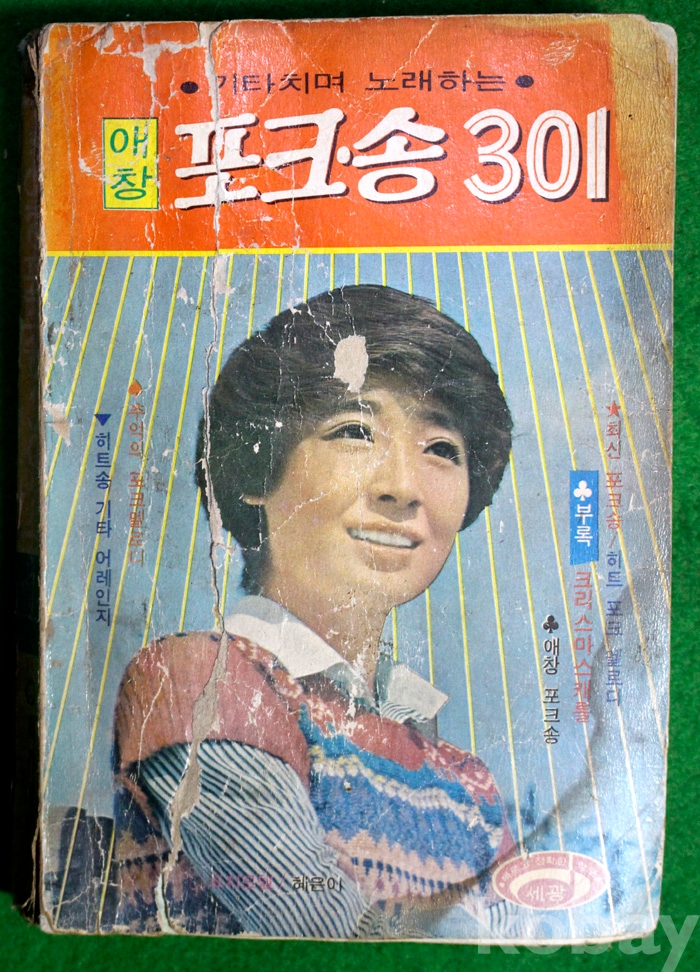 ● 기타치며 노래하는 ●
애창
포크송 301
◆ 추억의 포크멜로디
▼ 히트송 기타 어레인지
★ 최신 포크송 / 히트 포크 멜로디
♣ 부록 크리스마스캐롤
♣ 애창 포크송
혜은이
세광
kobay